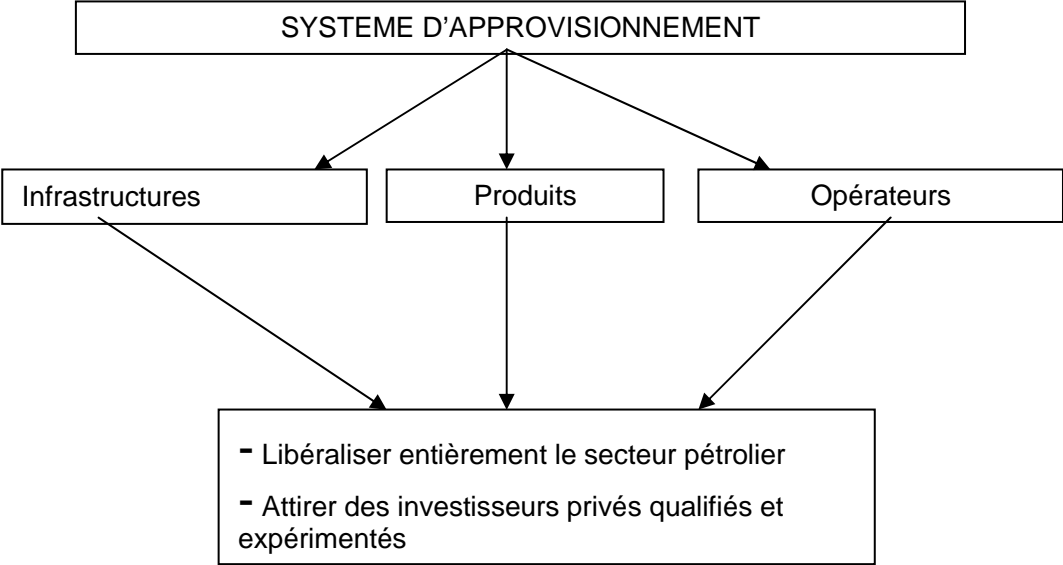 SYSTEME D'APPROVISIONNEMENT
Infrastructures
Produits
Opérateurs
- Libéraliser entièrement le secteur pétrolier
- Attirer des investisseurs privés qualifiés et
expérimentés